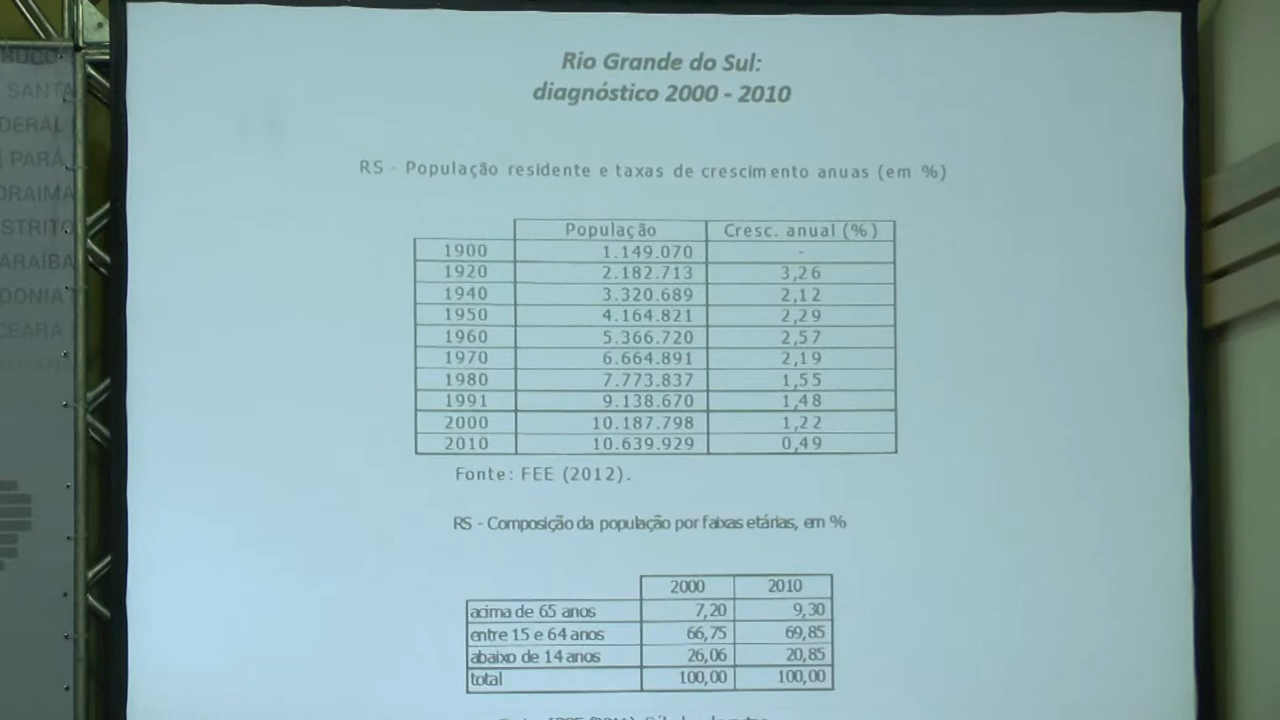 SANTA
DERAL
PARÁ
ORAIMA
STRITO
ARAÍBA
DONIA
CEARÁ
Rio Grande do Sul:
diagnóstico 2000 - 2010
RS - População residente e taxas de crescimento anuas (em %)
População Cresc. anual (%)
1900 1.149.070 -
1920 2.182.713 3,26
1940 3.320.689 2,12
1950 4.164.821 2,29
1960 5.366.720 2,57
1970 6.664.891 2,19
1980 7.773.837 1,55
1991 9.138.670 1,48
2000 10.187.798 1,22
2010 10.639.929 0,49
Fonte: FEE (2012).
RS - Composição da população por faixas etárias, em %
2000 2010
acima de 65 anos 7,20 9,30
entre 15 e 64 anos 66,75 69,85
abaixo de 14 anos 26,06 20,85
total 100,00 100,00